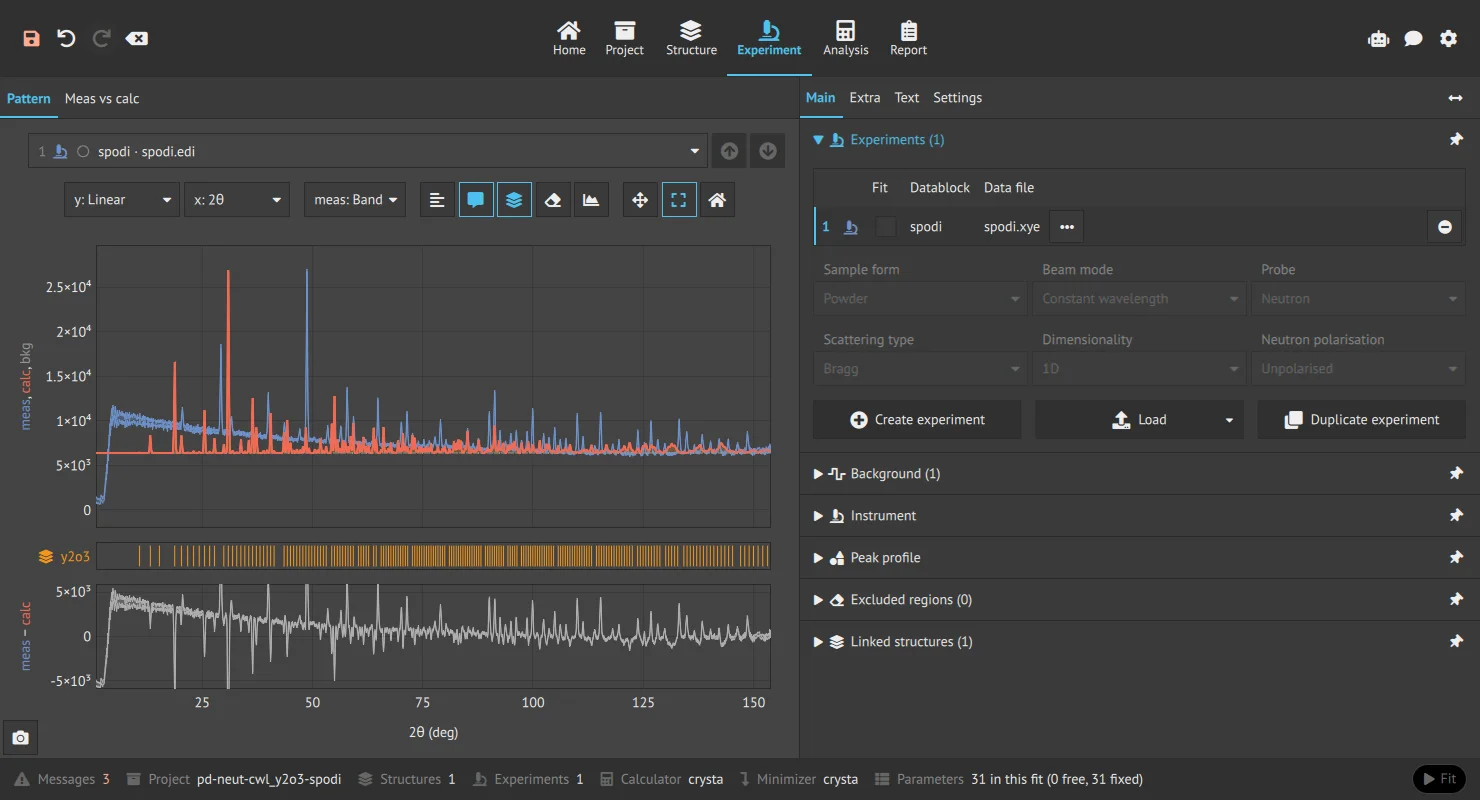 Home Project Structure Experiment Analysis Report
Pattern Meas vs calc
Main Extra Text Settings
1 spodi · spodi.edi
y: Linear x: 2θ meas: Band
meas, calc, bkg
2.5×10⁴
2×10⁴
1.5×10⁴
1×10⁴
5×10³
0
y2o3
meas − calc
5×10³
0
-5×10³
25 50 75 100 125 150
2θ (deg)
Experiments (1)
Fit Datablock Data file
1 spodi spodi.xye
Sample form Beam mode Probe
Powder Constant wavelength Neutron
Scattering type Dimensionality Neutron polarisation
Bragg 1D Unpolarised
Create experiment Load Duplicate experiment
Background (1)
Instrument
Peak profile
Excluded regions (0)
Linked structures (1)
Messages 3 Project pd-neut-cwl_y2o3-spodi Structures 1 Experiments 1 Calculator crysta Minimizer crysta Parameters 31 in this fit (0 free, 31 fixed) Fit